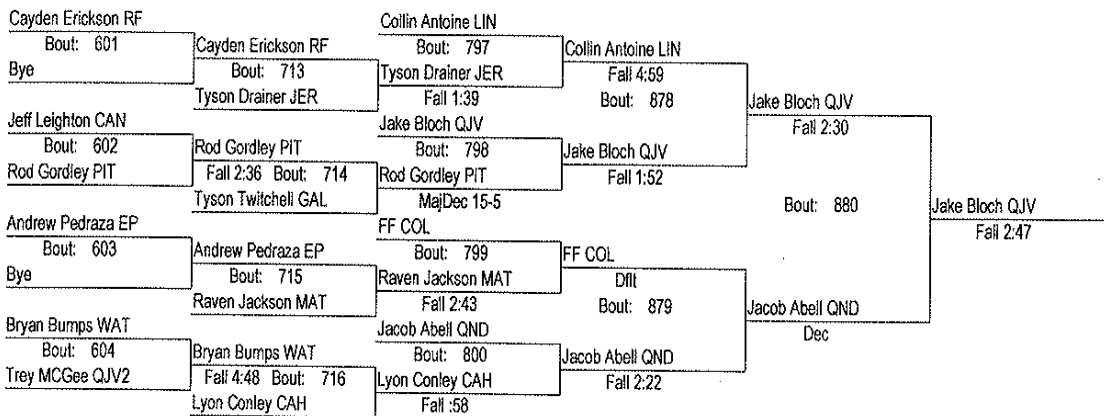 Cayden Erickson RF
Bout: 601
Bye
Jeff Leighton CAN
Bout: 602
Rod Gordley PIT
Andrew Pedraza EP
Bout: 603
Bye
Bryan Bumps WAT
Bout: 604
Trey MCGee QJV2
Cayden Erickson RF
Bout: 713
Tyson Drainer JER
Rod Gordley PIT
Fall 2:36 Bout: 714
Tyson Twitchell GAL
Andrew Pedraza EP
Bout: 715
Raven Jackson MAT
Bryan Bumps WAT
Fall 4:48 Bout: 716
Lyon Conley CAH
Collin Antoine LIN
Bout: 797
Tyson Drainer JER
Fall 1:39
Jake Bloch QJV
Bout: 798
Rod Gordley PIT
MajDec 15-5
FF COL
Bout: 799
Raven Jackson MAT
Fall 2:43
Jacob Abell QND
Bout: 800
Lyon Conley CAH
Fall :58
Collin Antoine LIN
Fall 4:59
Bout: 878
Jake Bloch QJV
Fall 1:52
FF COL
Dflt
Bout: 879
Jacob Abell QND
Fall 2:22
Jake Bloch QJV
Fall 2:30
Bout: 880
Jacob Abell QND
Dec
Jake Bloch QJV
Fall 2:47